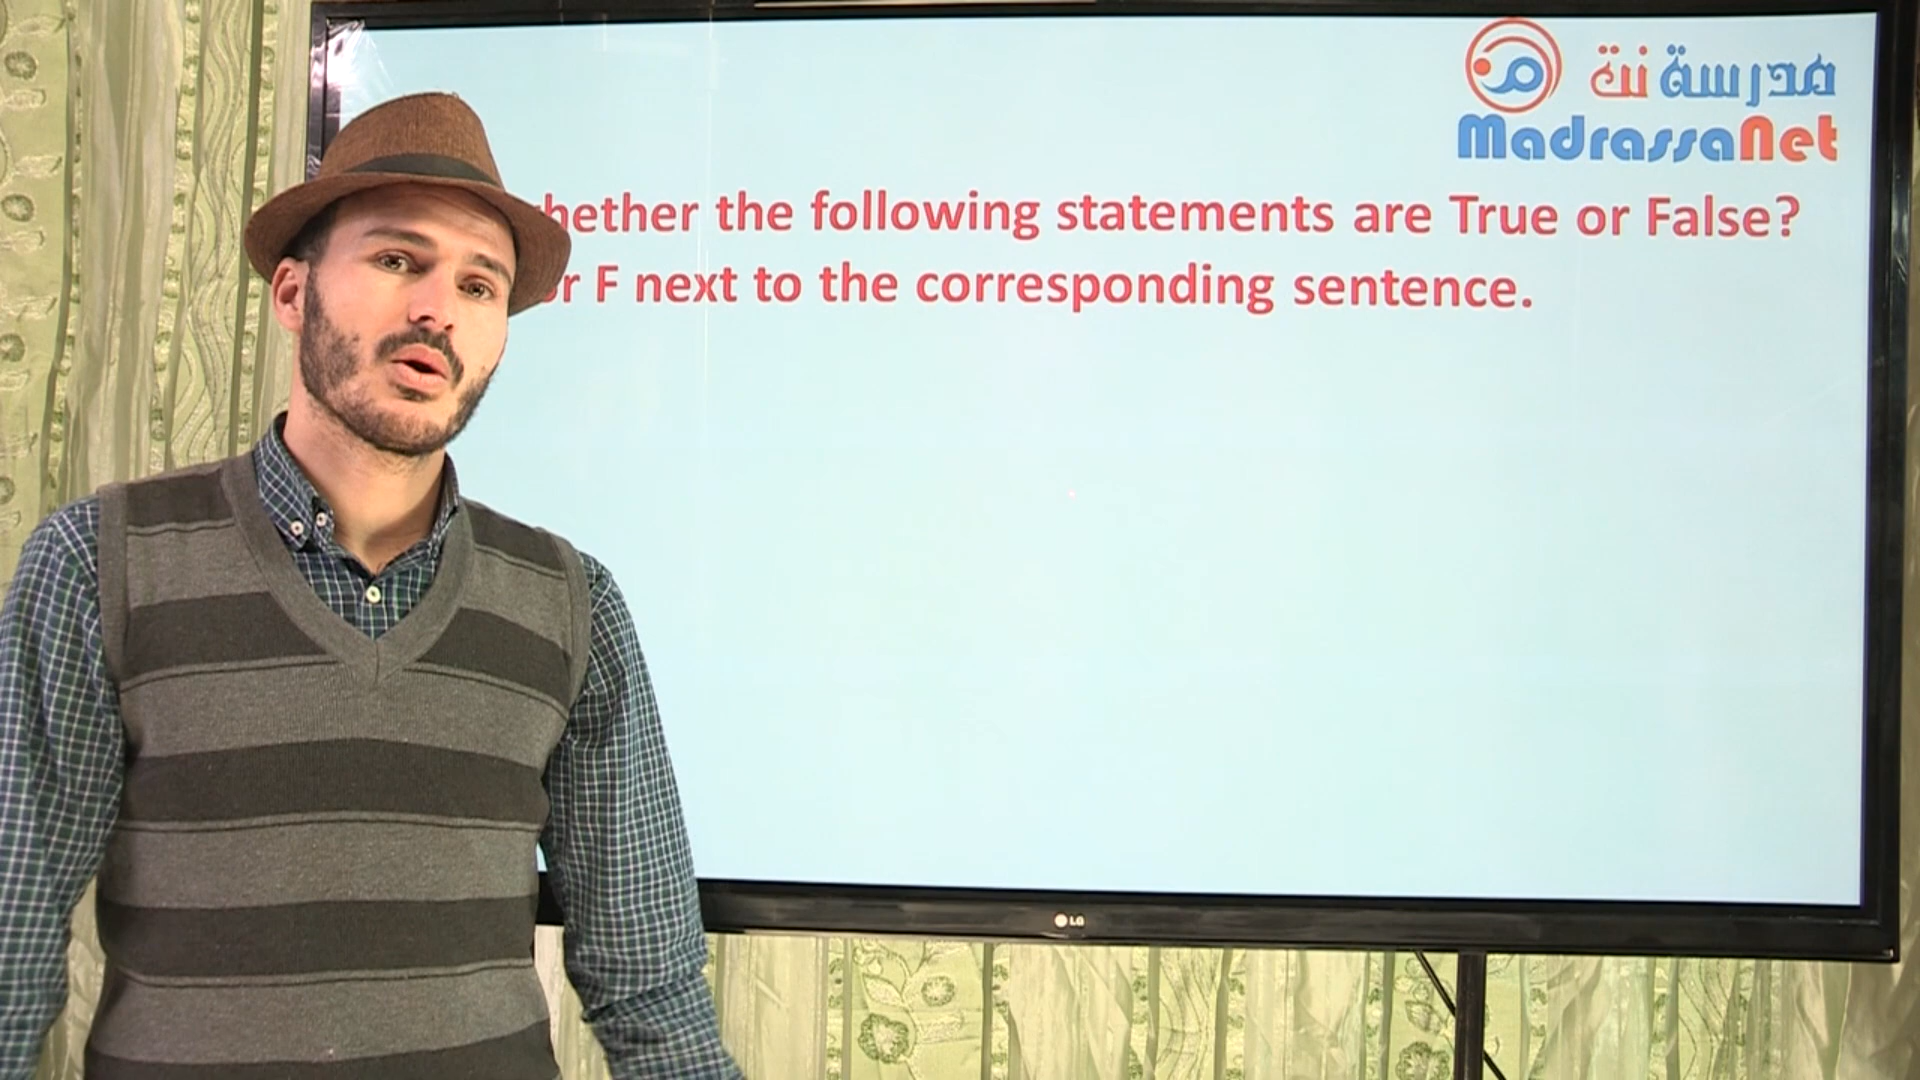 مدرسة نت
MadrassaNet
hether the following statements are True or False?
r F next to the corresponding sentence.
LG